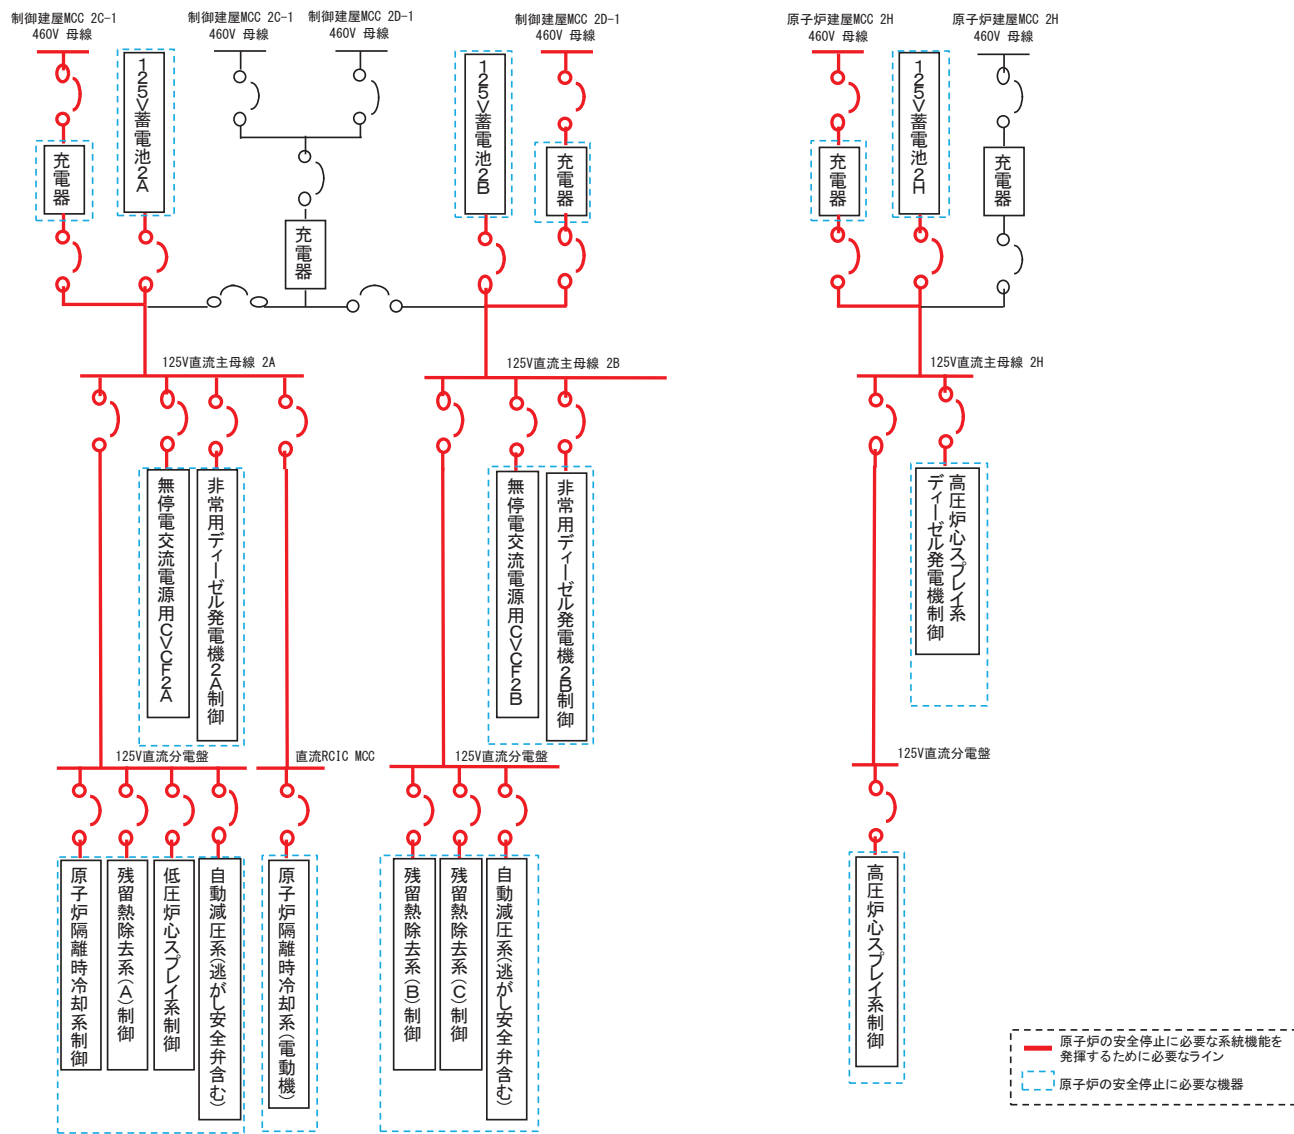 制御建屋MCC 2C-1
460V 母線
制御建屋MCC 2C-1
460V 母線
制御建屋MCC 2D-1
460V 母線
制御建屋MCC 2D-1
460V 母線
原子炉建屋MCC 2H
460V 母線
原子炉建屋MCC 2H
460V 母線
125V蓄電池2A
125V蓄電池2B
125V蓄電池2H
充電器
充電器
充電器
充電器
充電器
125V直流主母線 2A
125V直流主母線 2B
125V直流主母線 2H
無停電交流電源用CVCF2A
非常用ディーゼル発電機2A制御
無停電交流電源用CVCF2B
非常用ディーゼル発電機2B制御
高圧炉心スプレイ系
ディーゼル発電機制御
125V直流分電盤
直流RCIC MCC
125V直流分電盤
125V直流分電盤
原子炉隔離時冷却系制御
残留熱除去系(A)制御
低圧炉心スプレイ系制御
自動減圧系(逃がし安全弁含む)
原子炉隔離時冷却系(電動機)
残留熱除去系(B)制御
残留熱除去系(C)制御
自動減圧系(逃がし安全弁含む)
高圧炉心スプレイ系制御
原子炉の安全停止に必要な系統機能を
発揮するために必要なライン
原子炉の安全停止に必要な機器